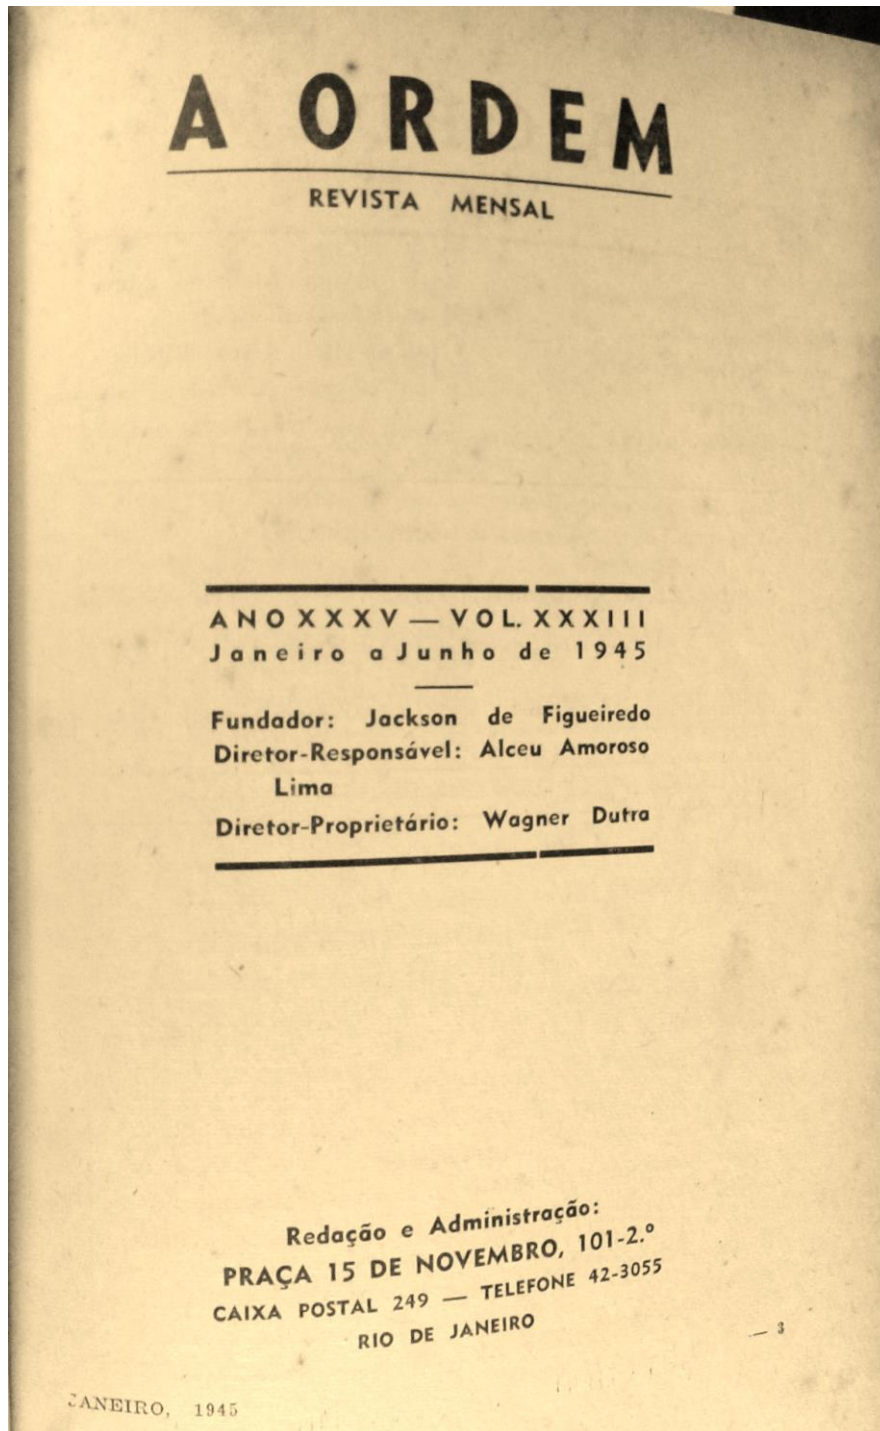 A ORDEM
REVISTA MENSAL
ANO XXXV — VOL. XXXIII
Janeiro a Junho de 1945
Fundador: Jackson de Figueiredo
Diretor-Responsável: Alceu Amoroso
Lima
Diretor-Proprietário: Wagner Dutra
Redação e Administração:
PRAÇA 15 DE NOVEMBRO, 101-2.º
CAIXA POSTAL 249 — TELEFONE 42-3055
RIO DE JANEIRO
— 3
JANEIRO, 1945